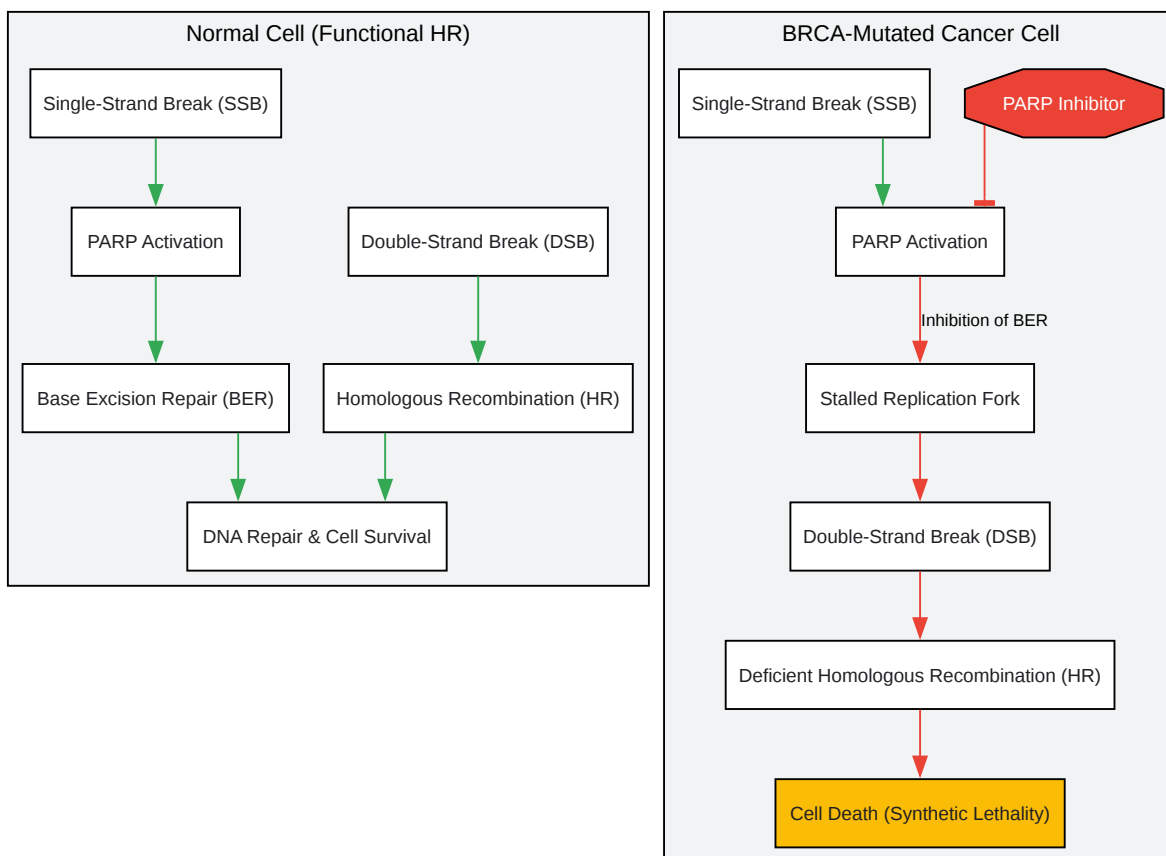 Normal Cell (Functional HR)
Single-Strand Break (SSB)
PARP Activation
Double-Strand Break (DSB)
Base Excision Repair (BER)
Homologous Recombination (HR)
DNA Repair & Cell Survival
BRCA-Mutated Cancer Cell
Single-Strand Break (SSB)
PARP Inhibitor
PARP Activation
Inhibition of BER
Stalled Replication Fork
Double-Strand Break (DSB)
Deficient Homologous Recombination (HR)
Cell Death (Synthetic Lethality)